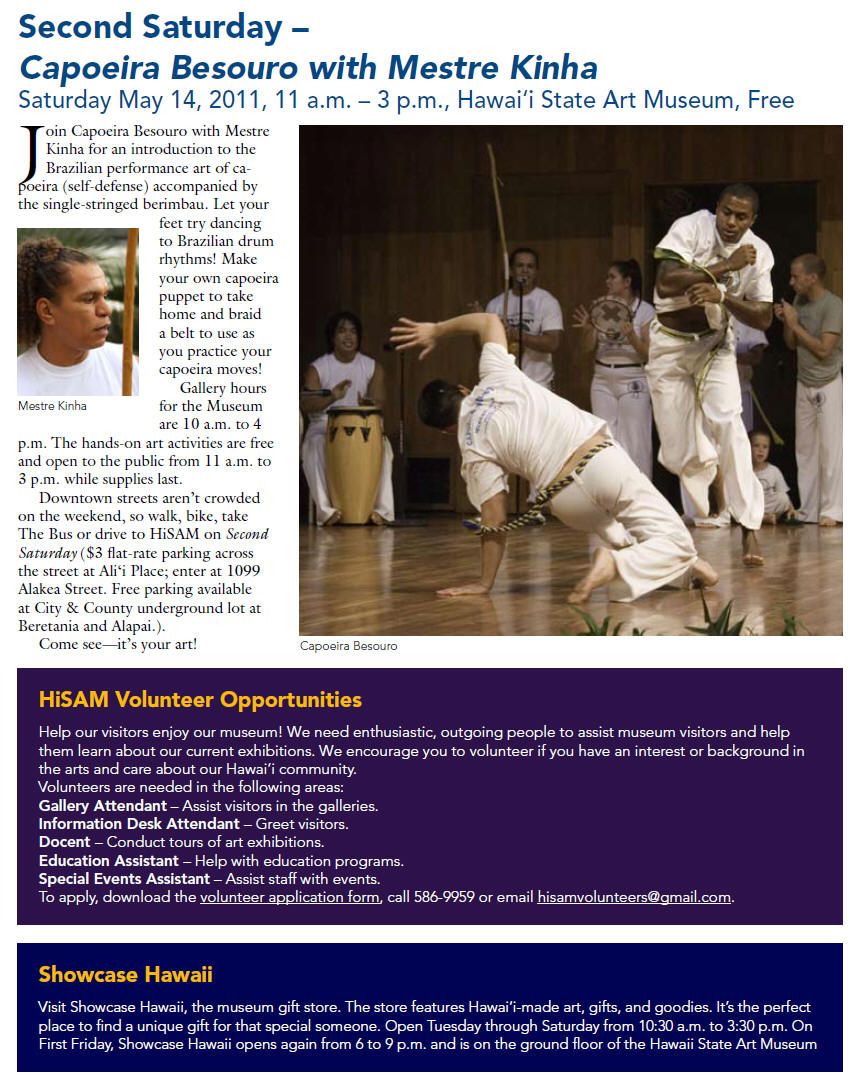 Second Saturday –
Capoeira Besouro with Mestre Kinha
Saturday May 14, 2011, 11 a.m. – 3 p.m., Hawai‘i State Art Museum, Free
Join Capoeira Besouro with Mestre
Kinha for an introduction to the
Brazilian performance art of ca-
poeira (self-defense) accompanied by
the single-stringed berimbau. Let your
feet try dancing
to Brazilian drum
rhythms! Make
your own capoeira
puppet to take
home and braid
a belt to use as
you practice your
capoeira moves!
Gallery hours
for the Museum
are 10 a.m. to 4
p.m. The hands-on art activities are free
and open to the public from 11 a.m. to
3 p.m. while supplies last.
Downtown streets aren’t crowded
on the weekend, so walk, bike, take
The Bus or drive to HiSAM on Second
Saturday ($3 flat-rate parking across
the street at Ali‘i Place; enter at 1099
Alakea Street. Free parking available
at City & County underground lot at
Beretania and Alapai.).
Come see—it’s your art!
Mestre Kinha
Capoeira Besouro
HiSAM Volunteer Opportunities
Help our visitors enjoy our museum! We need enthusiastic, outgoing people to assist museum visitors and help
them learn about our current exhibitions. We encourage you to volunteer if you have an interest or background in
the arts and care about our Hawai‘i community.
Volunteers are needed in the following areas:
Gallery Attendant – Assist visitors in the galleries.
Information Desk Attendant – Greet visitors.
Docent – Conduct tours of art exhibitions.
Education Assistant – Help with education programs.
Special Events Assistant – Assist staff with events.
To apply, download the volunteer application form, call 586-9959 or email hisamvolunteers@gmail.com.
Showcase Hawaii
Visit Showcase Hawaii, the museum gift store. The store features Hawai‘i-made art, gifts, and goodies. It’s the perfect
place to find a unique gift for that special someone. Open Tuesday through Saturday from 10:30 a.m. to 3:30 p.m. On
First Friday, Showcase Hawaii opens again from 6 to 9 p.m. and is on the ground floor of the Hawaii State Art Museum